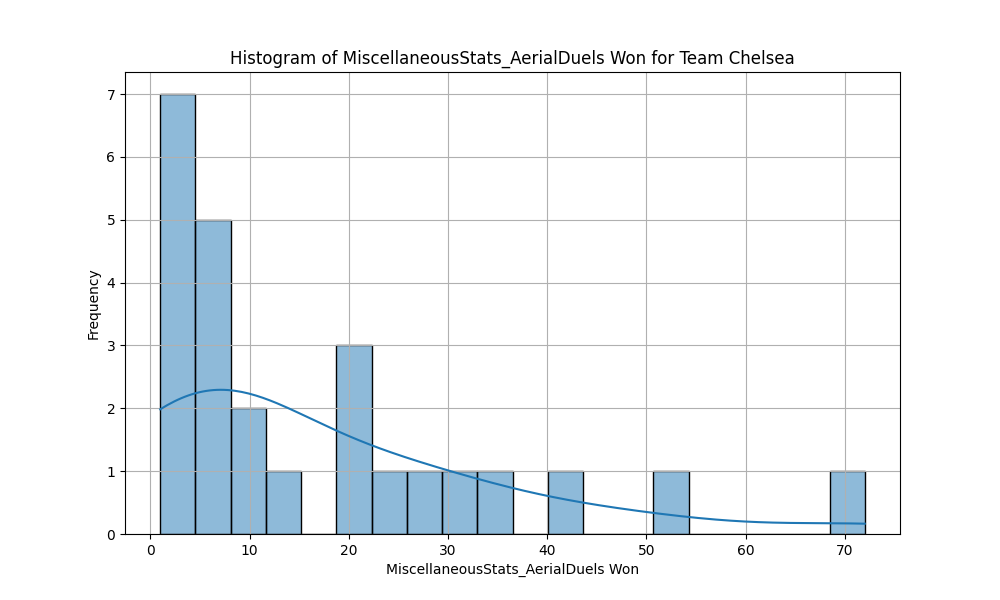 Histogram of MiscellaneousStats_AerialDuels Won for Team Chelsea
7
6
5
4
3
2
1
0
Frequency
0 10 20 30 40 50 60 70
MiscellaneousStats_AerialDuels Won